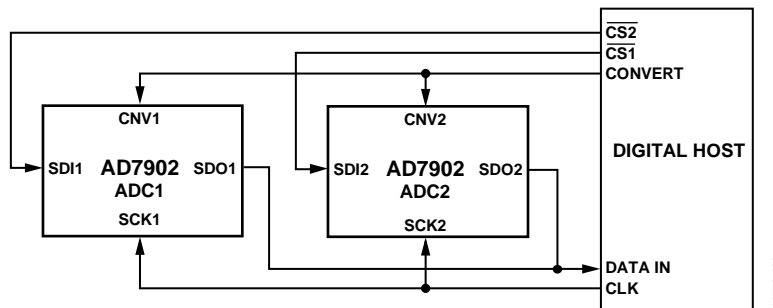 CS2
CS1
CONVERT
CNV1
CNV2
DIGITAL HOST
SDI1
AD7902
SDO1
ADC1
SCK1
SDI2
AD7902
SDO2
ADC2
SCK2
DATA IN
CLK